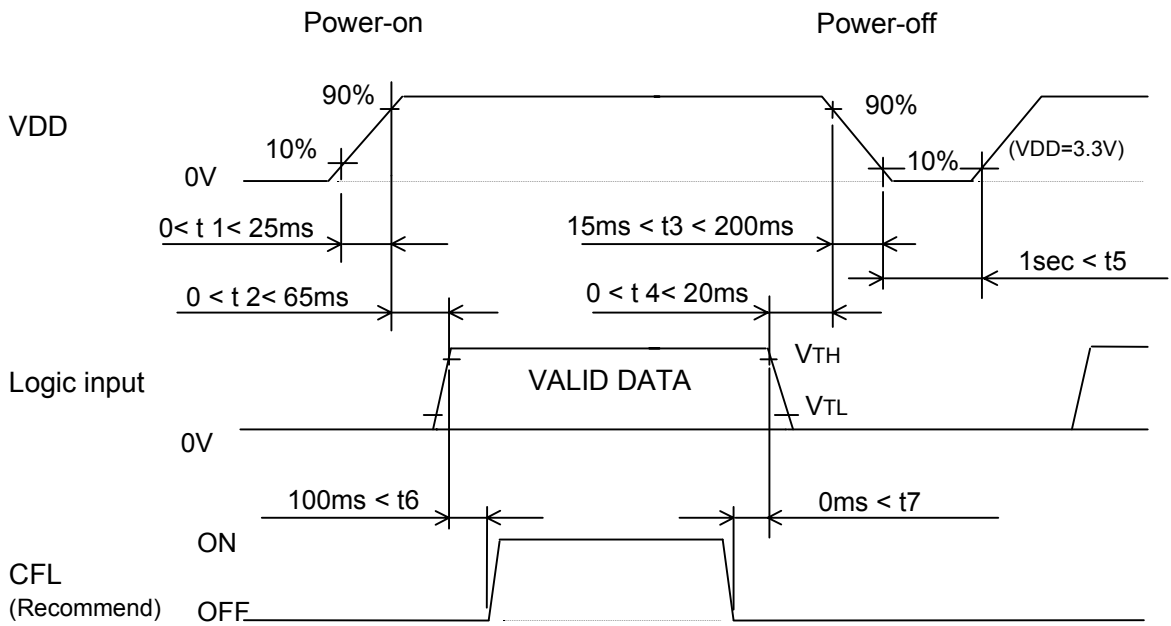 Power-on
Power-off
90%
90%
VDD
10%
10%
(VDD=3.3V)
0V
0< t 1< 25ms
15ms < t3 < 200ms
1sec < t5
0 < t 2< 65ms
0 < t 4< 20ms
VTH
Logic input
VALID DATA
VTL
0V
100ms < t6
0ms < t7
ON
CFL
(Recommend)
OFF